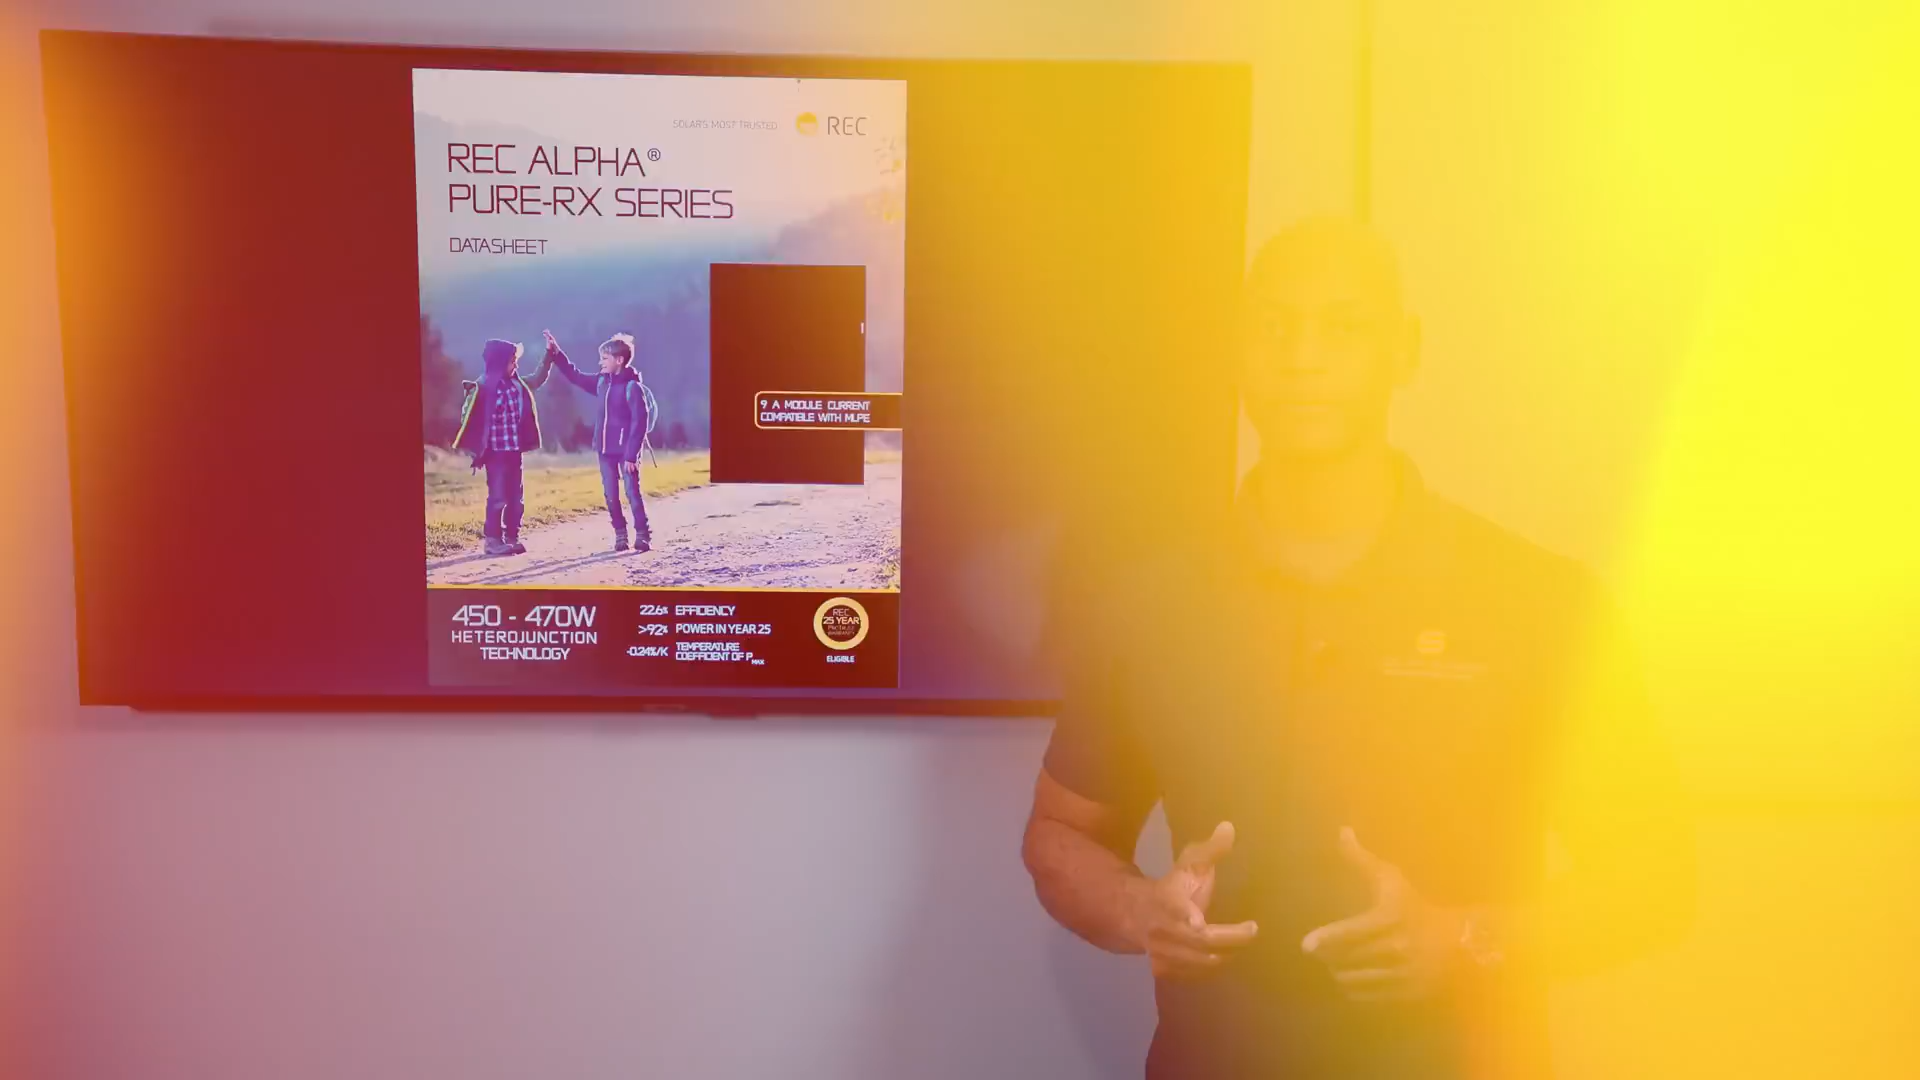 SOLAR'S MOST TRUSTED
REC
REC ALPHA®
PURE-RX SERIES
DATASHEET
9 A MODULE CURRENT
COMPATIBLE WITH MLPE
450 - 470W
HETEROJUNCTION
TECHNOLOGY
22.6% EFFICIENCY
>92% POWER IN YEAR 25
-0.24%/K TEMPERATURE
COEFFICIENT OF PMAX
REC
25 YEAR
WARRANTY
ELIGIBLE